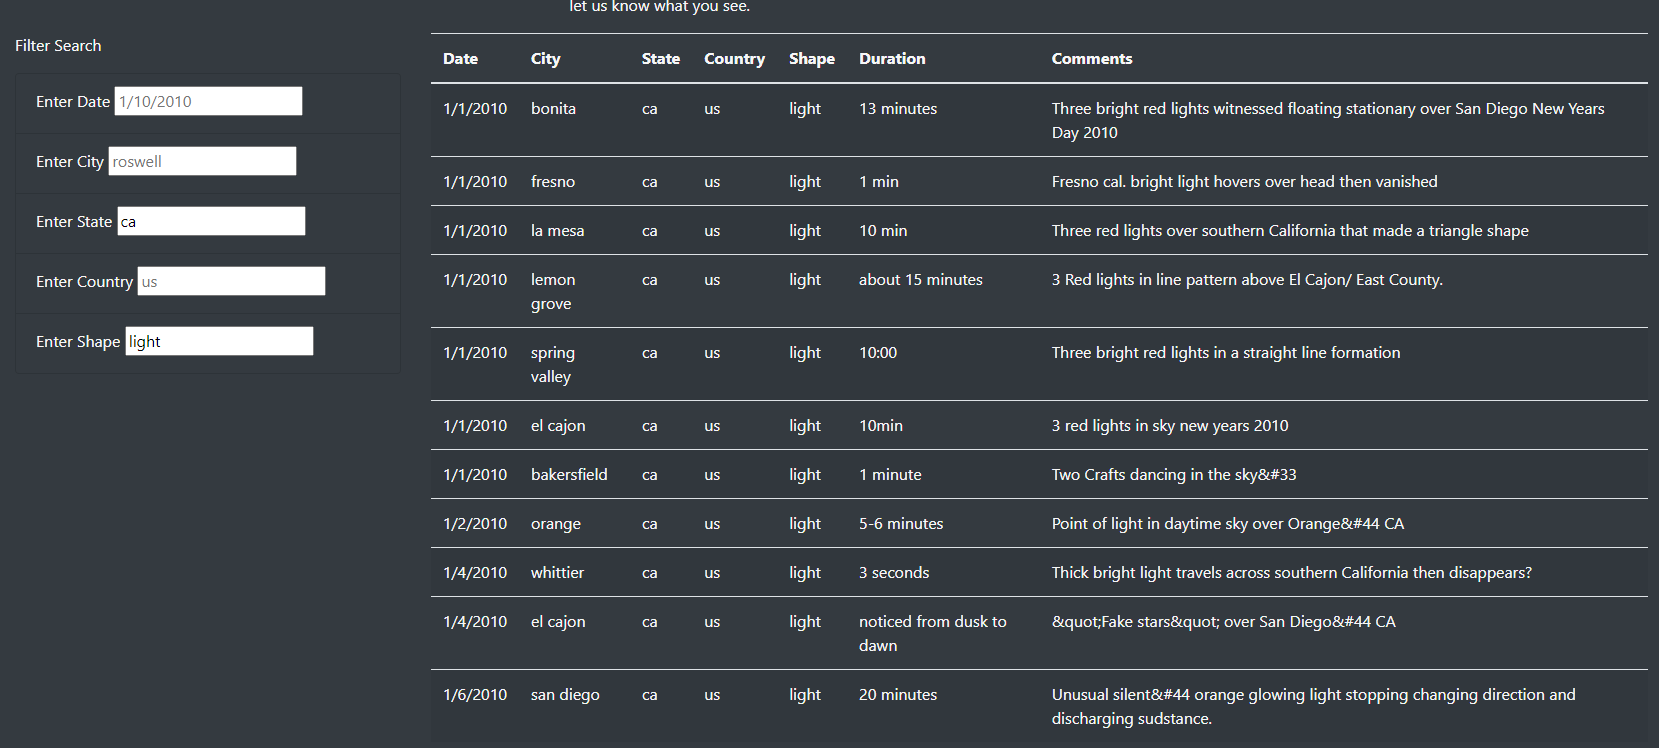 let us know what you see.
Filter Search
Enter Date 1/10/2010
Enter City roswell
Enter State ca
Enter Country us
Enter Shape light
Date City State Country Shape Duration Comments
1/1/2010 bonita ca us light 13 minutes Three bright red lights witnessed floating stationary over San Diego New Years
Day 2010
1/1/2010 fresno ca us light 1 min Fresno cal. bright light hovers over head then vanished
1/1/2010 la mesa ca us light 10 min Three red lights over southern California that made a triangle shape
1/1/2010 lemon ca us light about 15 minutes 3 Red lights in line pattern above El Cajon/ East County.
grove
1/1/2010 spring ca us light 10:00 Three bright red lights in a straight line formation
valley
1/1/2010 el cajon ca us light 10min 3 red lights in sky new years 2010
1/1/2010 bakersfield ca us light 1 minute Two Crafts dancing in the sky&#33
1/2/2010 orange ca us light 5-6 minutes Point of light in daytime sky over Orange&#44 CA
1/4/2010 whittier ca us light 3 seconds Thick bright light travels across southern California then disappears?
1/4/2010 el cajon ca us light noticed from dusk to &quot;Fake stars&quot; over San Diego&#44 CA
dawn
1/6/2010 san diego ca us light 20 minutes Unusual silent&#44 orange glowing light stopping changing direction and
discharging sudstance.